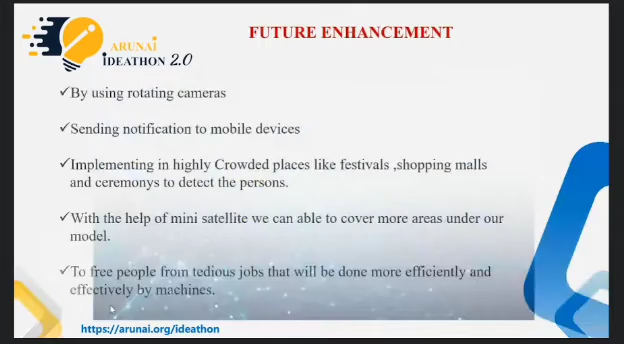 FUTURE ENHANCEMENT
ARUNAi
iDEATHON 2.0
✓By using rotating cameras
✓Sending notification to mobile devices
✓Implementing in highly Crowded places like festivals ,shopping malls
and ceremonys to detect the persons.
✓With the help of mini satellite we can able to cover more areas under our
model.
✓To free people from tedious jobs that will be done more efficiently and
effectively by machines.
https://arunai.org/ideathon